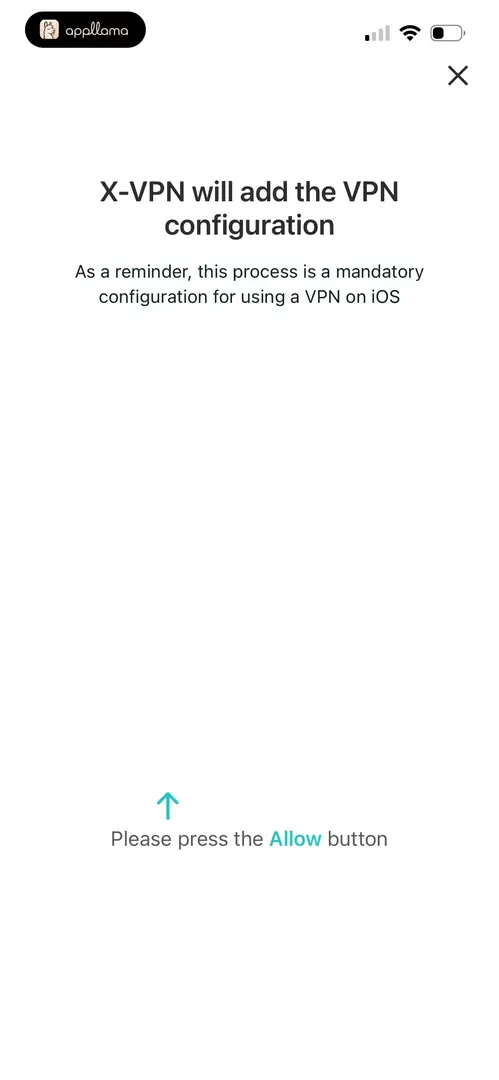 appllama
X-VPN will add the VPN
configuration
As a reminder, this process is a mandatory
configuration for using a VPN on iOS
Please press the Allow button